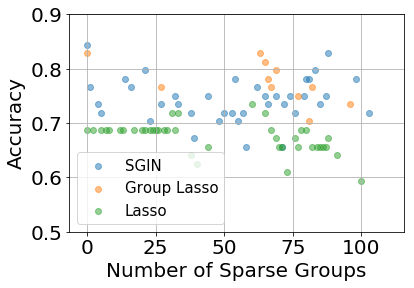 0.9
0.8
0.7
0.6
0.5
Accuracy
SGIN
Group Lasso
Lasso
0 25 50 75 100
Number of Sparse Groups